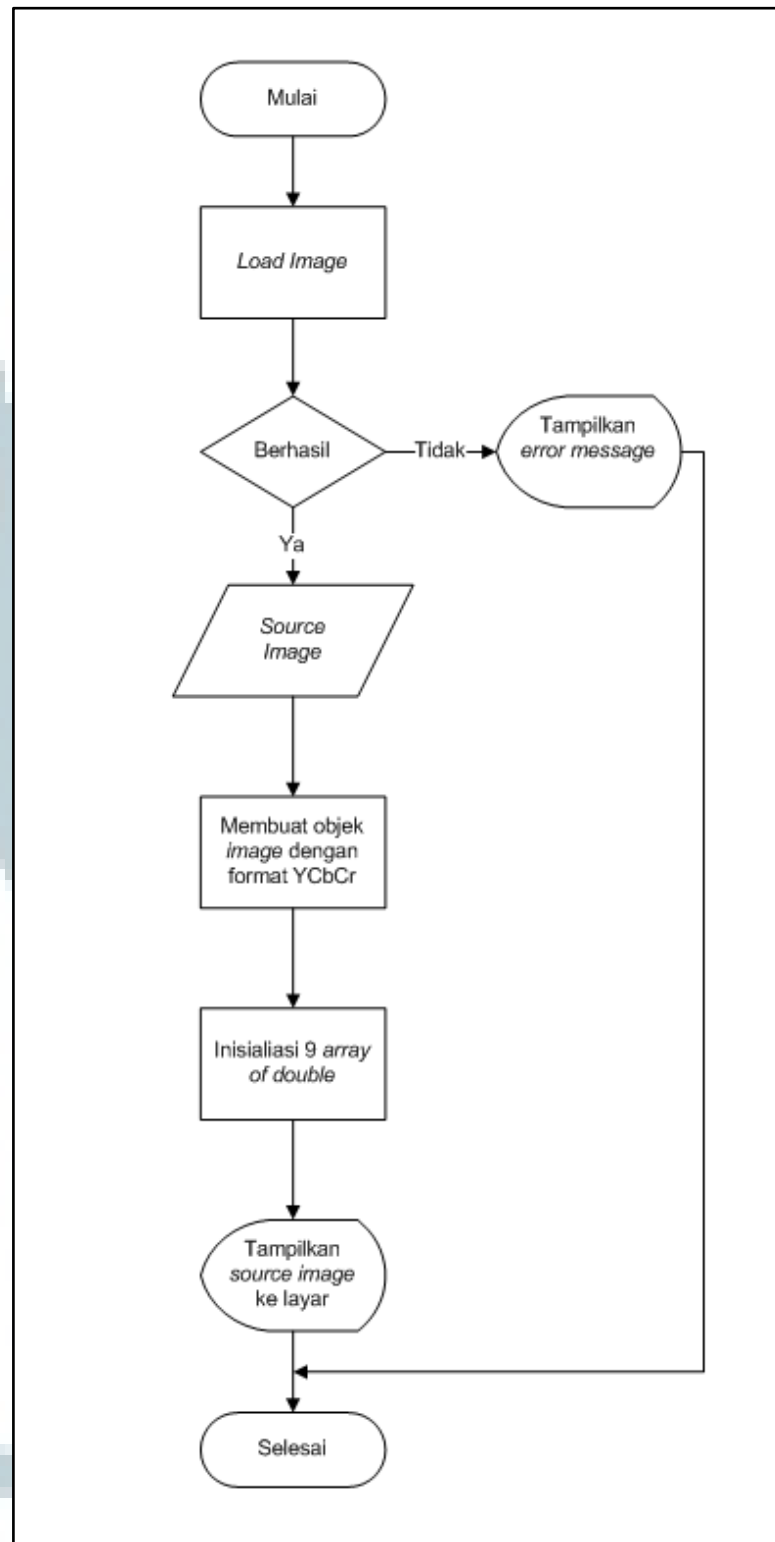 Mulai
Load Image
Berhasil
Tidak
Tampilkan
error message
Ya
Source
Image
Membuat objek
image dengan
format YCbCr
Inisialiasi 9 array
of double
Tampilkan
source image
ke layar
Selesai